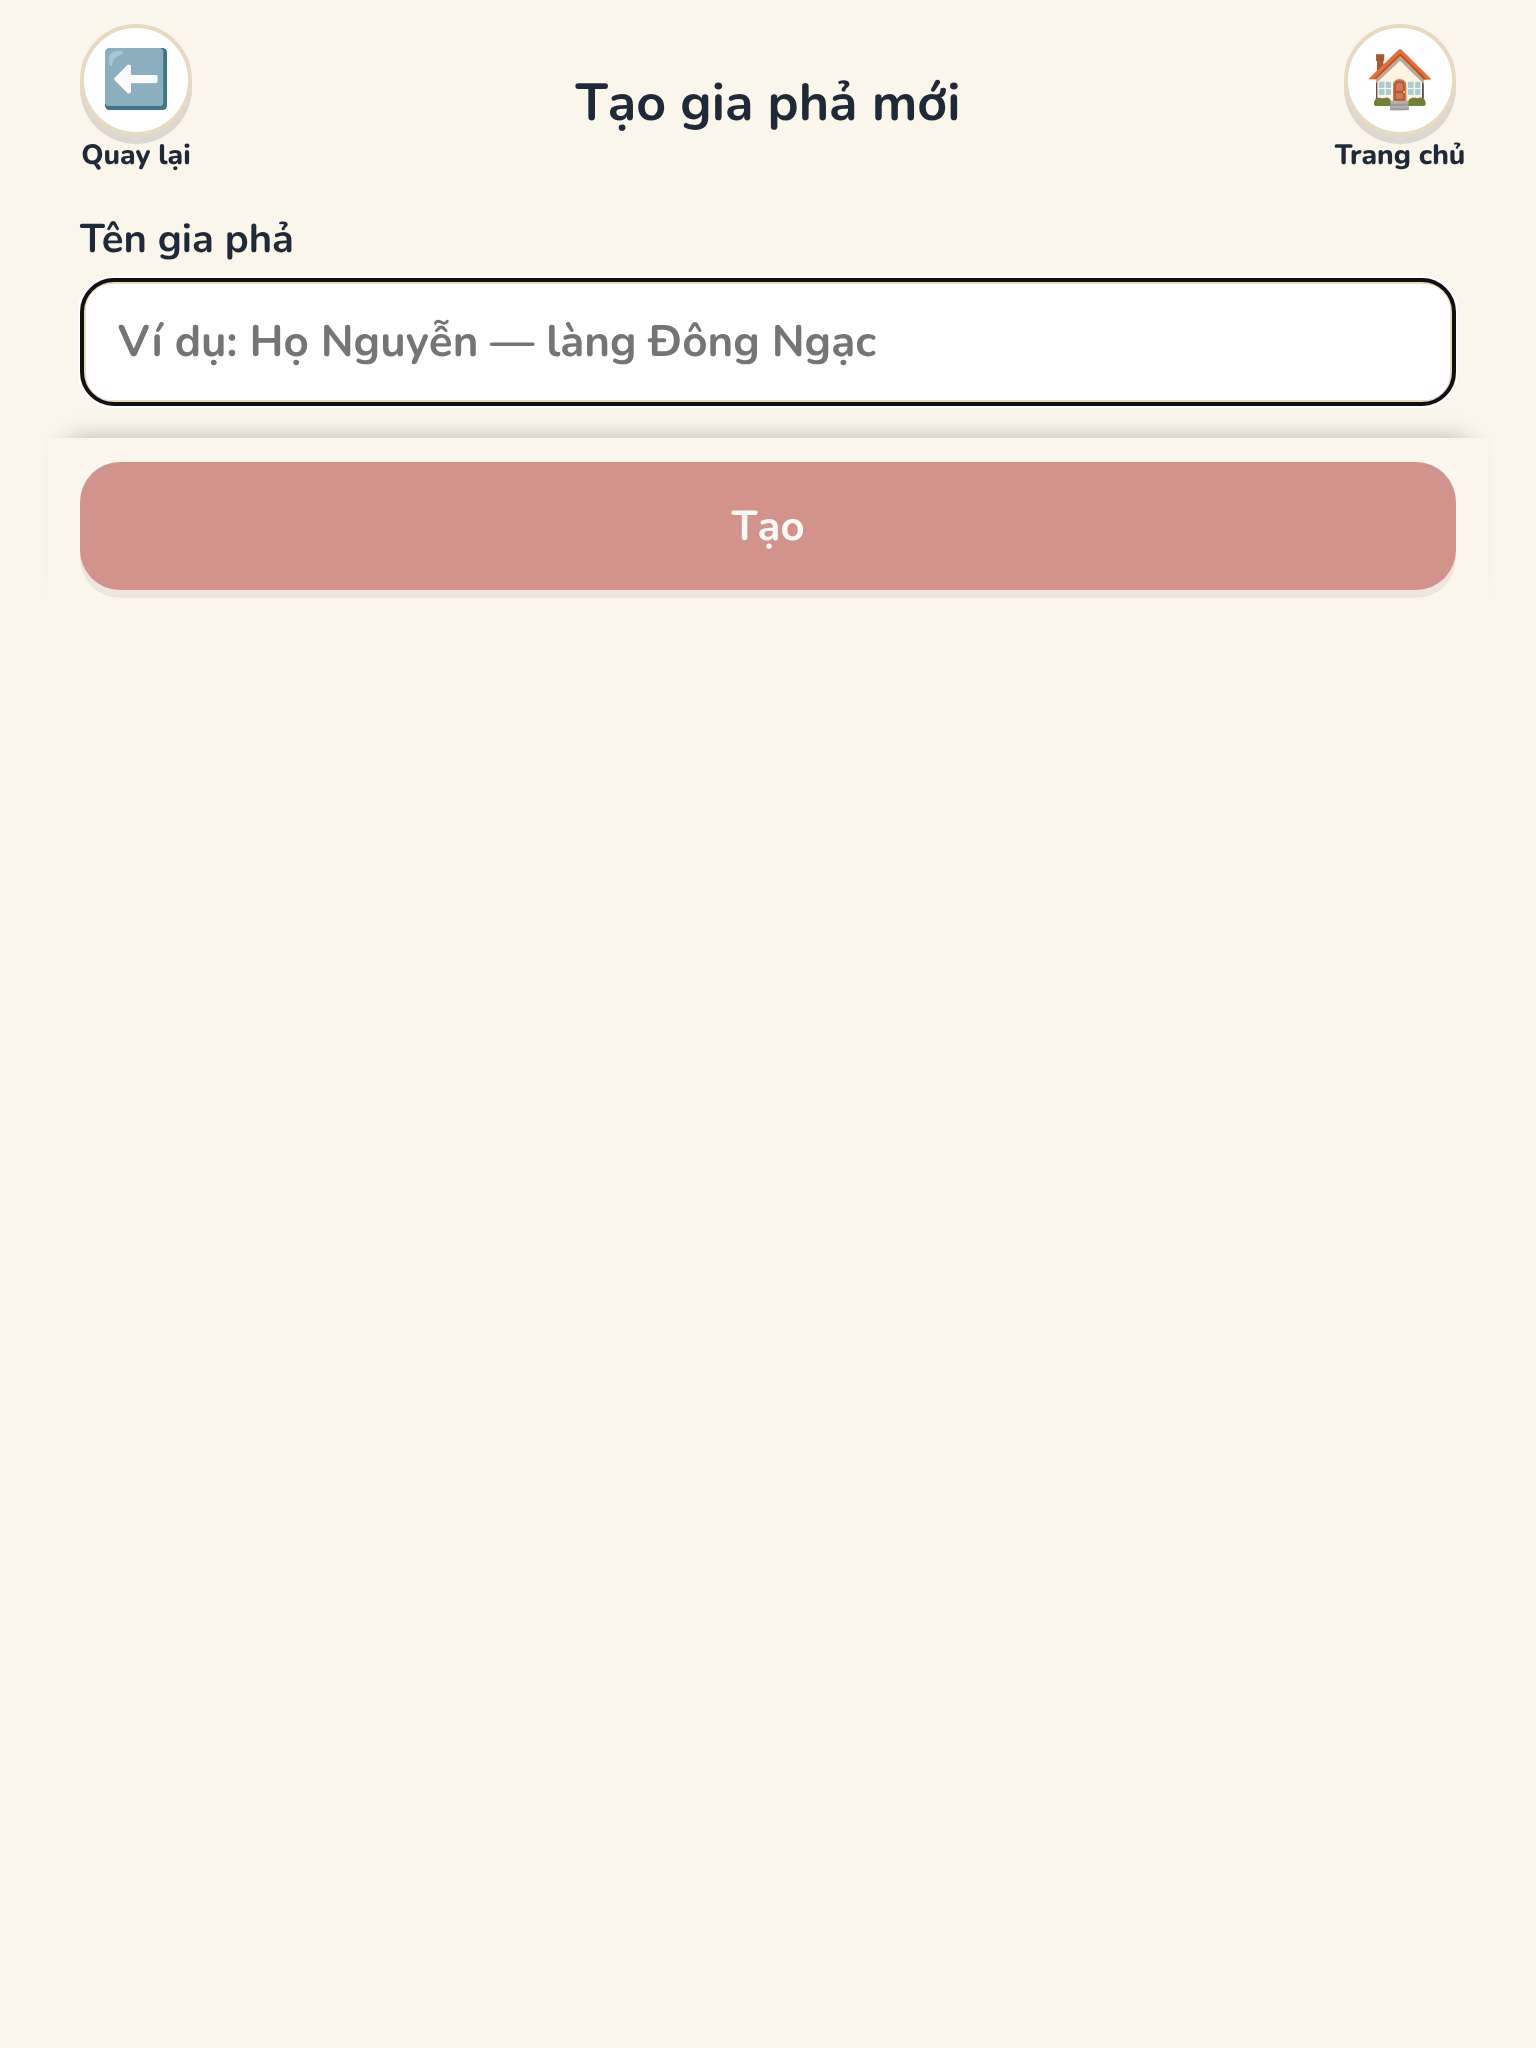 Tạo gia phả mới
Quay lại
Trang chủ
Tên gia phả
Ví dụ: Họ Nguyễn — làng Đông Ngạc
Tạo